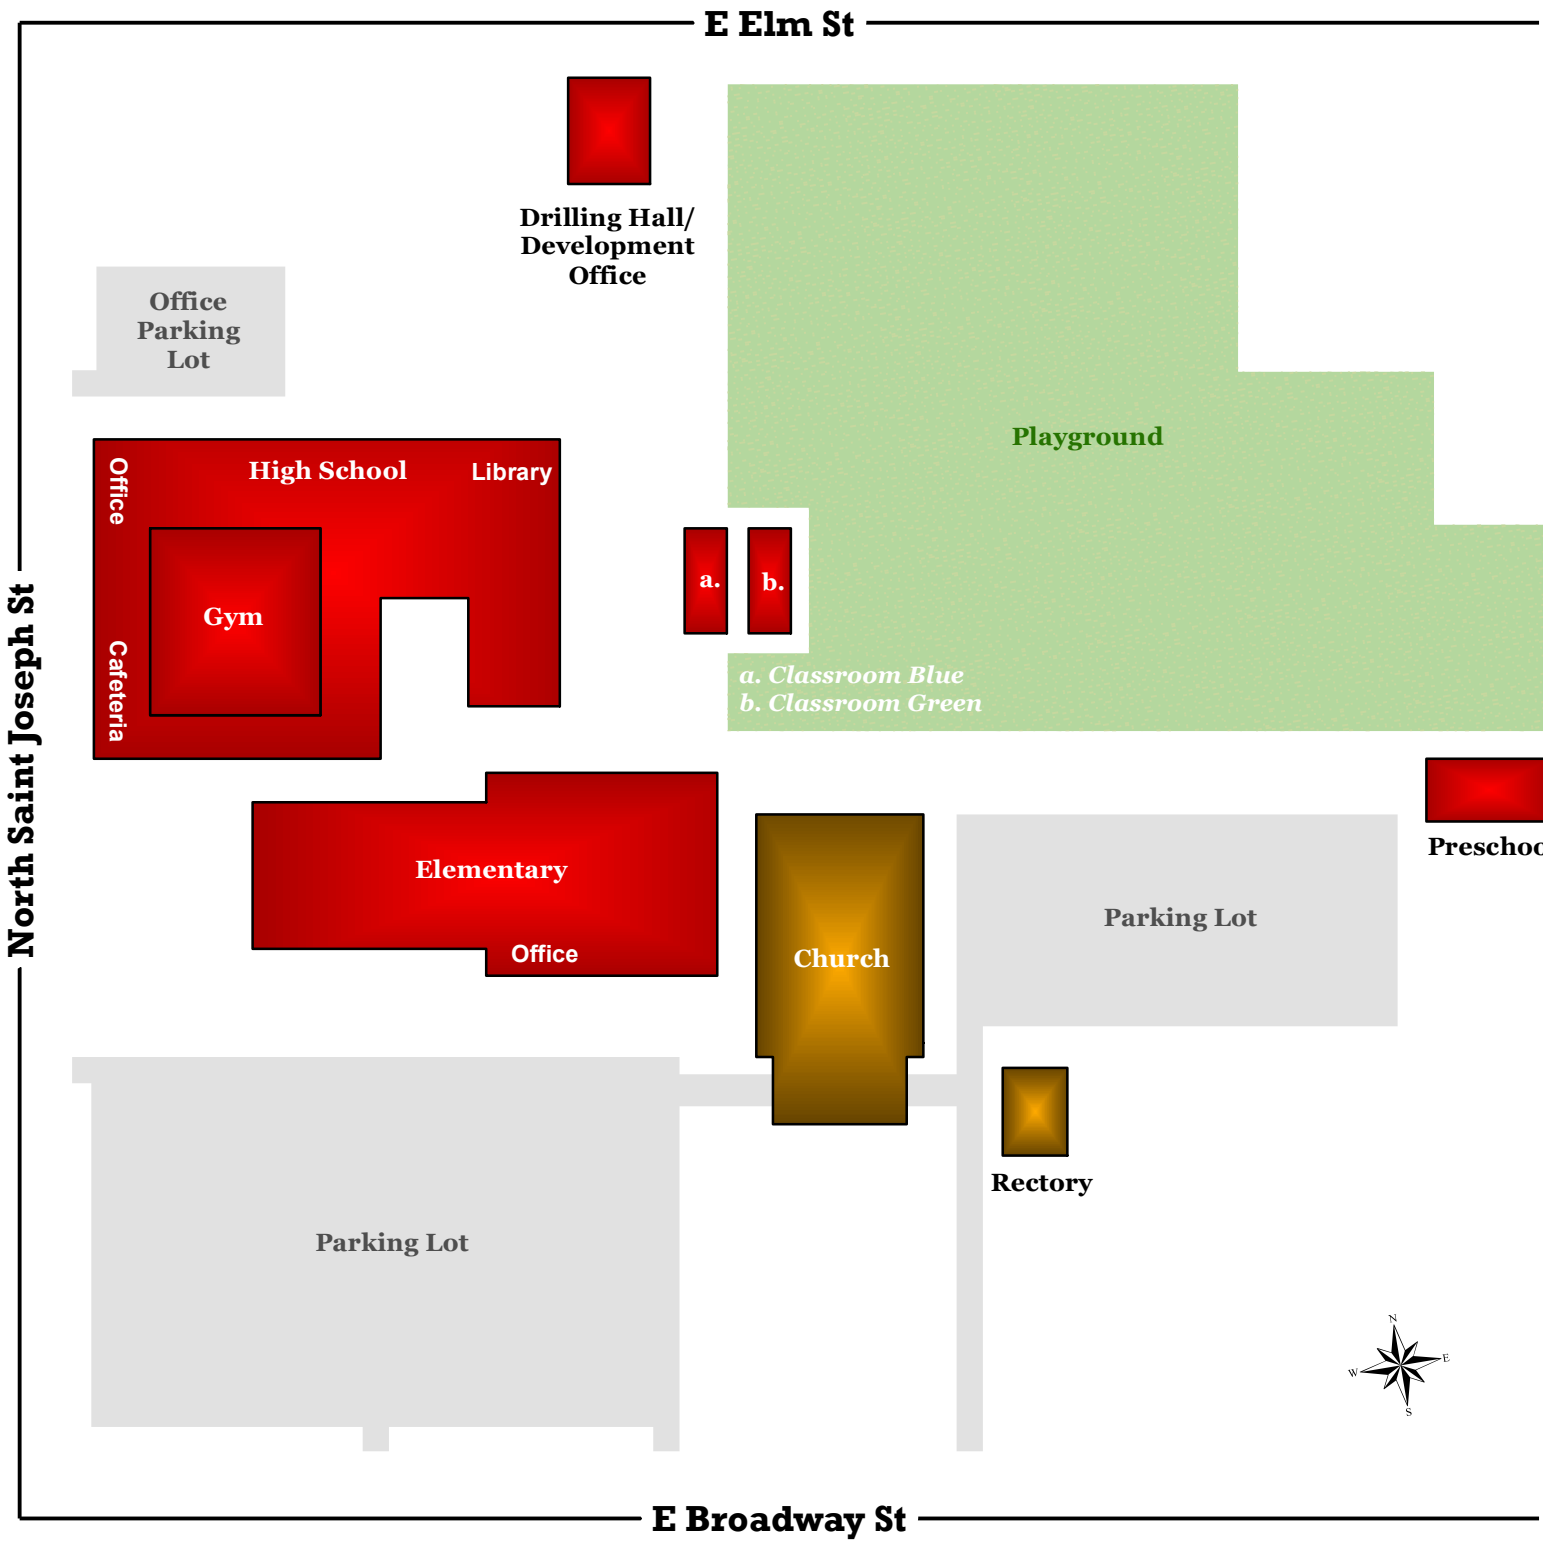 E Elm St
Drilling Hall/
Development
Office
Office
Parking
Lot
Playground
High School
Library
Office
Gym
Cafeteria
a.
b.
a. Classroom Blue
b. Classroom Green
North Saint Joseph St
Elementary
Office
Church
Parking Lot
Preschoo
Rectory
Parking Lot
N
W
E
S
E Broadway St